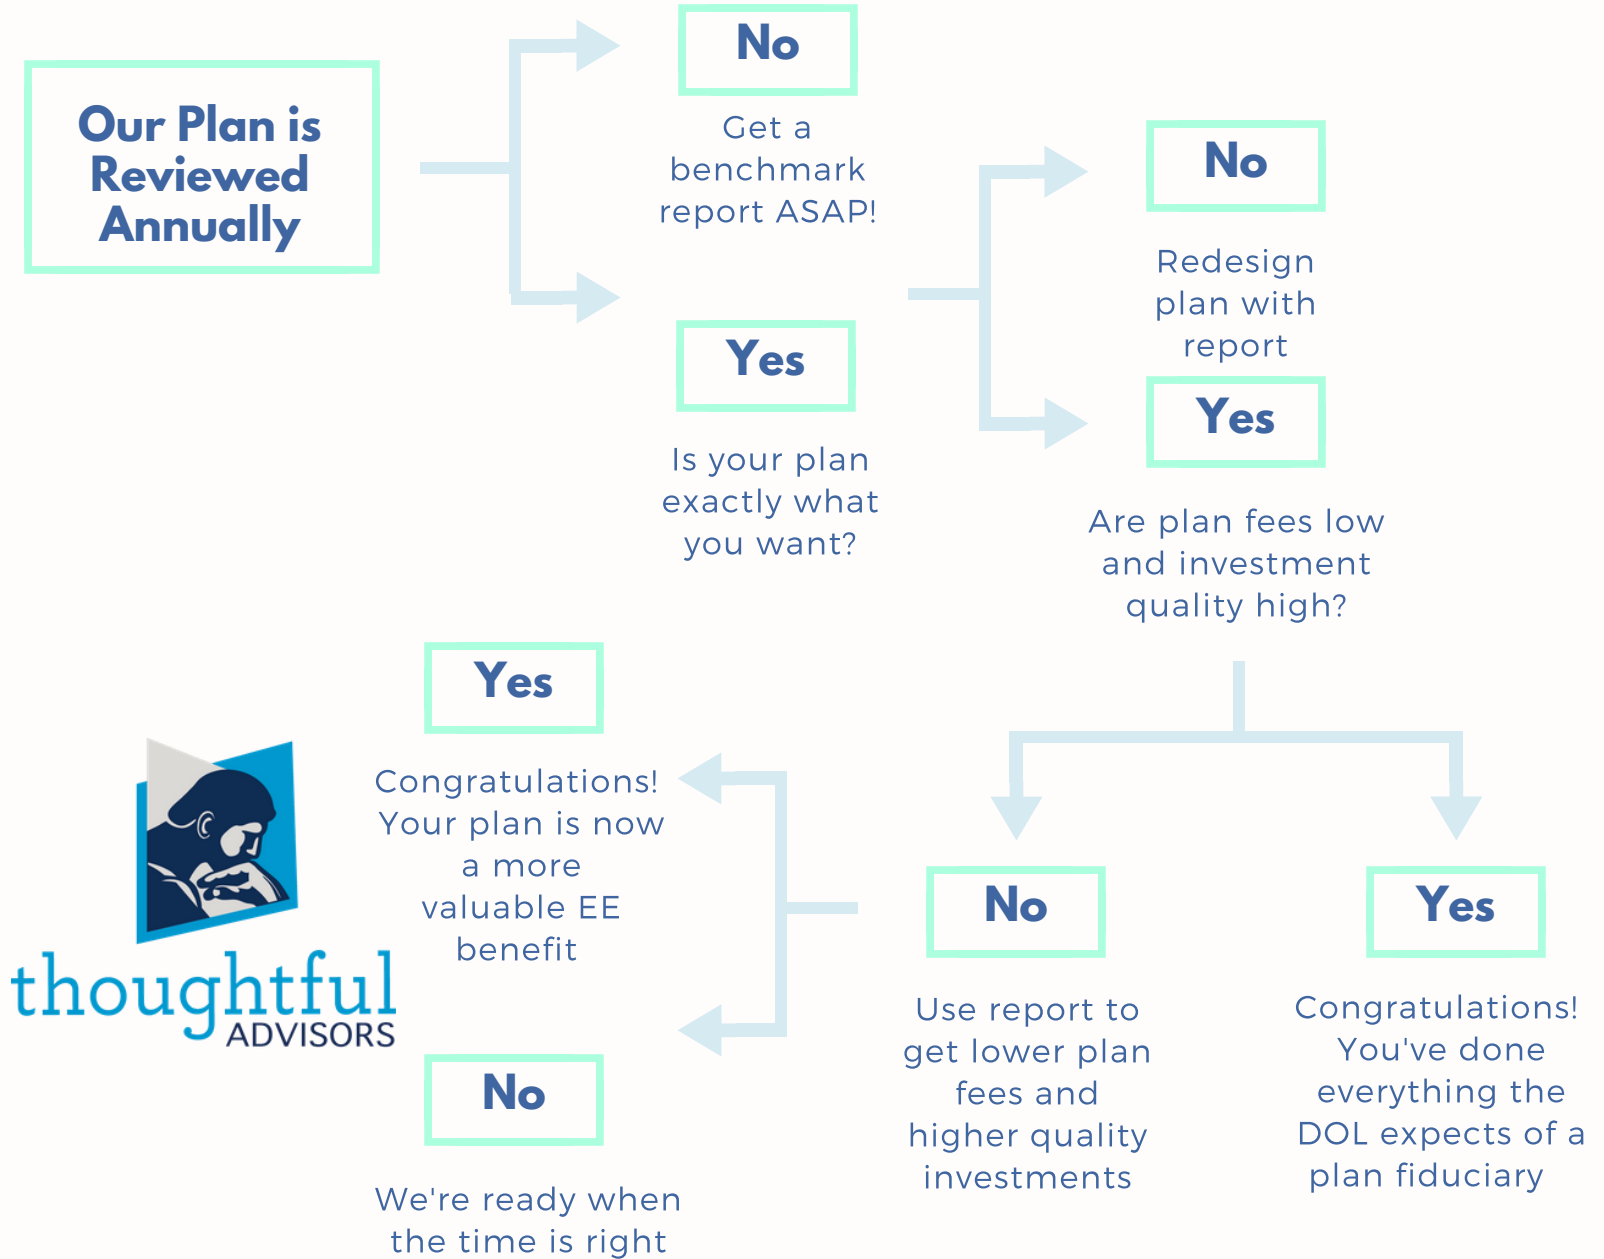 Our Plan is
Reviewed
Annually
No
Get a
benchmark
report ASAP!
Yes
Is your plan
exactly what
you want?
No
Redesign
plan with
report
Yes
Are plan fees low
and investment
quality high?
No
Use report to
get lower plan
fees and
higher quality
investments
Yes
Congratulations!
You've done
everything the
DOL expects of a
plan fiduciary
Yes
Congratulations!
Your plan is now
a more
valuable EE
benefit
No
We're ready when
the time is right
thoughtful
ADVISORS